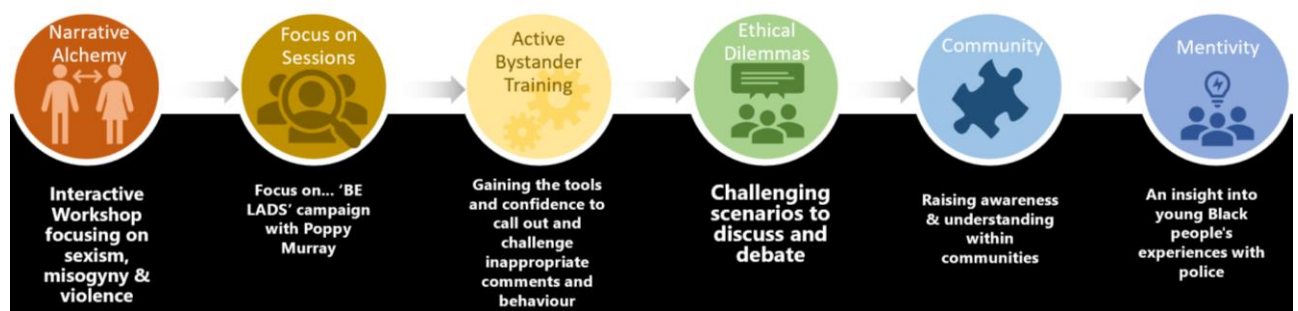 Narrative
Alchemy
Interactive
Workshop
focusing on
sexism,
misogyny &
violence
Focus on
Sessions
Focus on... ‘BE
LADS’ campaign
with Poppy
Murray
Active
Bystander
Training
Gaining the tools
and confidence to
call out and
challenge
inappropriate
comments and
behaviour
Ethical
Dilemmas
Challenging
scenarios to
discuss and
debate
Community
Raising awareness
& understanding
within
communities
Mentivity
An insight into
young Black
people's
experiences with
police